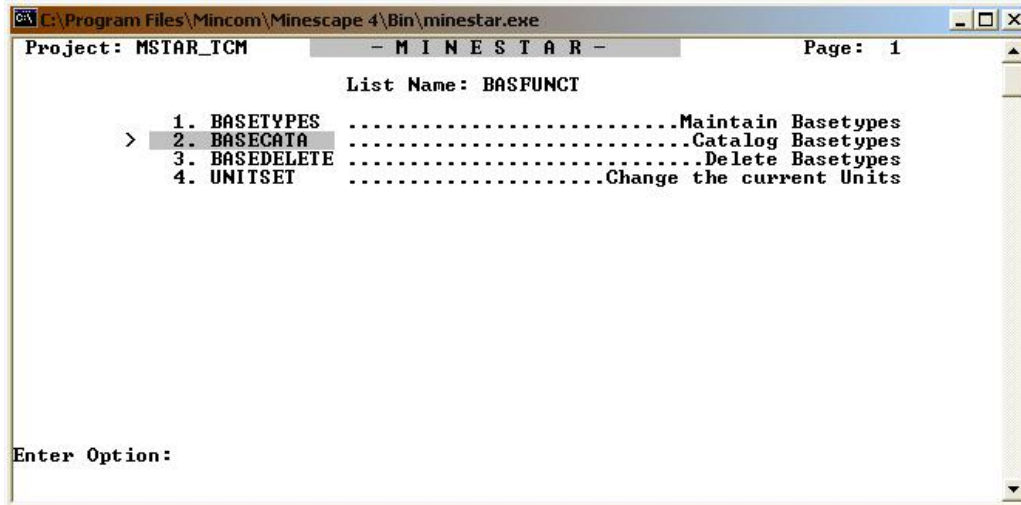 C:\Program Files\Mincom\Minescape 4\Bin\minestar.exe
Project: MSTAR_TCM - M I N E S T A R - Page: 1
List Name: BASFUNCT
1. BASETYPES ...........................Maintain Basetypes
> 2. BASECATA ............................Catalog Basetypes
3. BASEDELETE .............................Delete Basetypes
4. UNITSET .....................Change the current Units
Enter Option: